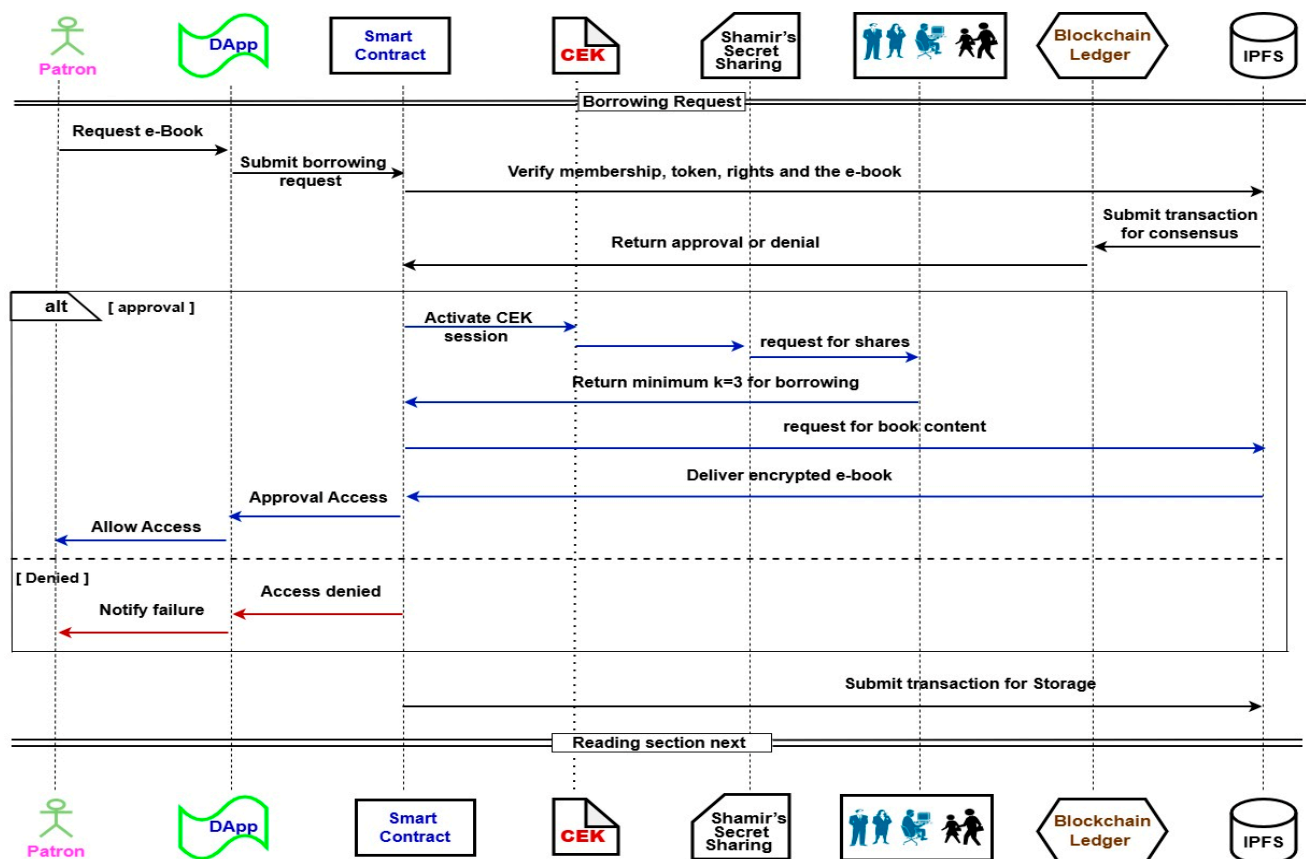 Patron
DApp
Smart
Contract
CEK
Shamir's
Secret
Sharing
Blockchain
Ledger
IPFS
Borrowing Request
Request e-Book
Submit borrowing
request
Verify membership, token, rights and the e-book
Submit transaction
for consensus
Return approval or denial
alt
[ approval ]
Activate CEK
session
request for shares
Return minimum k=3 for borrowing
request for book content
Deliver encrypted e-book
Approval Access
Allow Access
[ Denied ]
Access denied
Notify failure
Submit transaction for Storage
Reading section next
Patron
DApp
Smart
Contract
CEK
Shamir's
Secret
Sharing
Blockchain
Ledger
IPFS